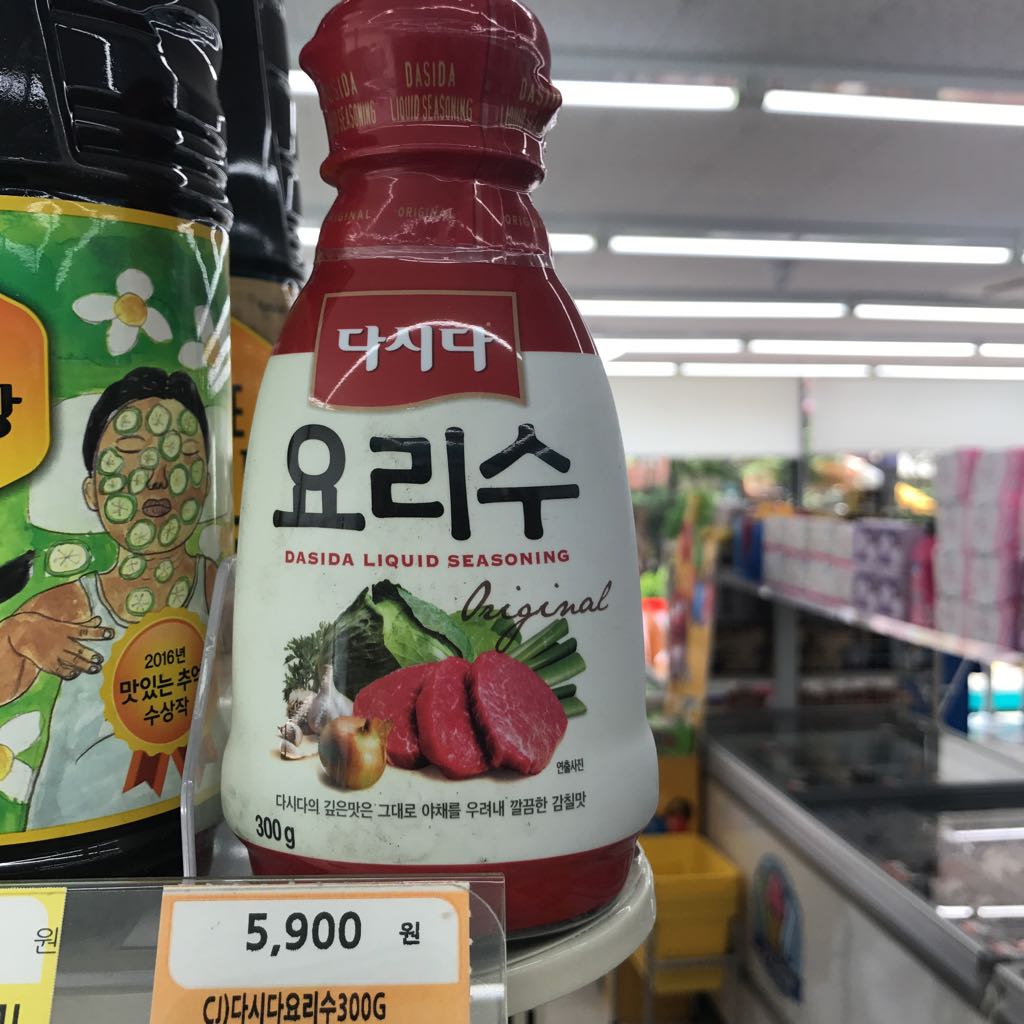 DASIDA
LIQUID SEASONING
ORIGINAL
다시다
요리수
DASIDA LIQUID SEASONING
Original
연출사진
다시다의 깊은맛은 그대로 야채를 우려내 깔끔한 감칠맛
300g
2016년
맛있는 추억
수상작
5,900 원
CJ)다시다요리수300G
원